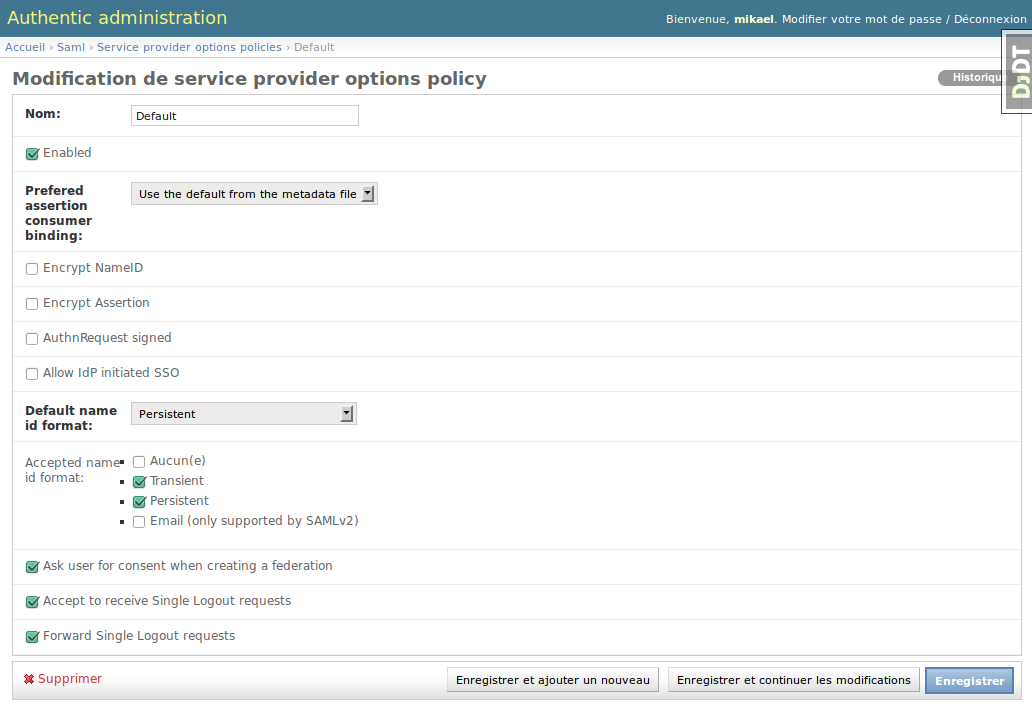 Authentic administration
Bienvenue, mikael. Modifier votre mot de passe / Déconnexion
Accueil › Saml › Service provider options policies › Default
DjDT
Modification de service provider options policy
Historique
Nom:
Default
Enabled
Prefered
assertion
consumer
binding:
Use the default from the metadata file
Encrypt NameID
Encrypt Assertion
AuthnRequest signed
Allow IdP initiated SSO
Default name
id format:
Persistent
Accepted name
id format:
Aucun(e)
Transient
Persistent
Email (only supported by SAMLv2)
Ask user for consent when creating a federation
Accept to receive Single Logout requests
Forward Single Logout requests
Supprimer
Enregistrer et ajouter un nouveau
Enregistrer et continuer les modifications
Enregistrer